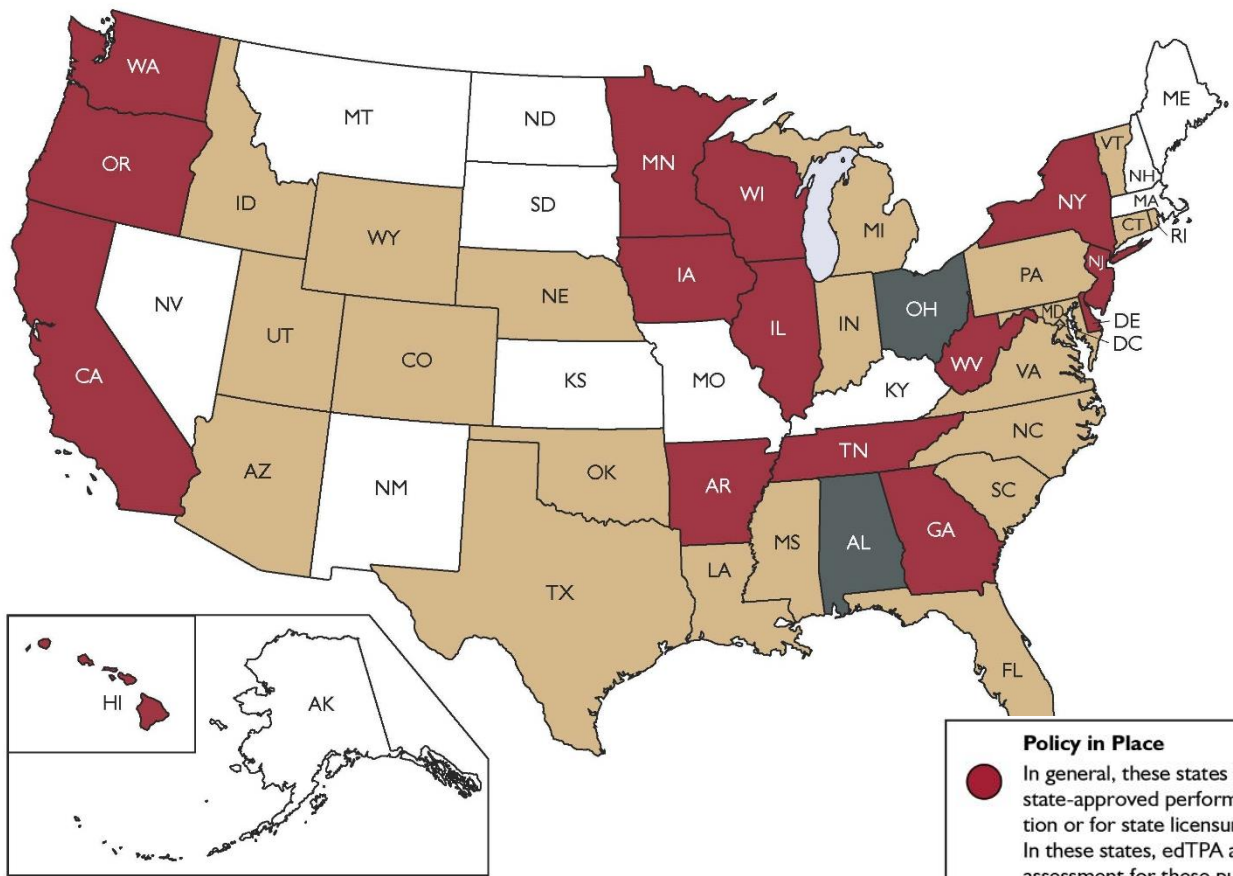 WA
MT
ND
ME
OR
MN
VT
NH
ID
SD
WI
NY
MA
WY
MI
CT
RI
IA
NE
PA
NJ
NV
OH
UT
IL
IN
MD
DE
CO
DC
CA
WV
VA
KS
MO
KY
NC
TN
AZ
OK
NM
AR
SC
MS
AL
GA
LA
TX
FL
HI
AK
Policy in Place
In general, these states
state-approved perform
tion or for state licensu
In these states, edTPA a